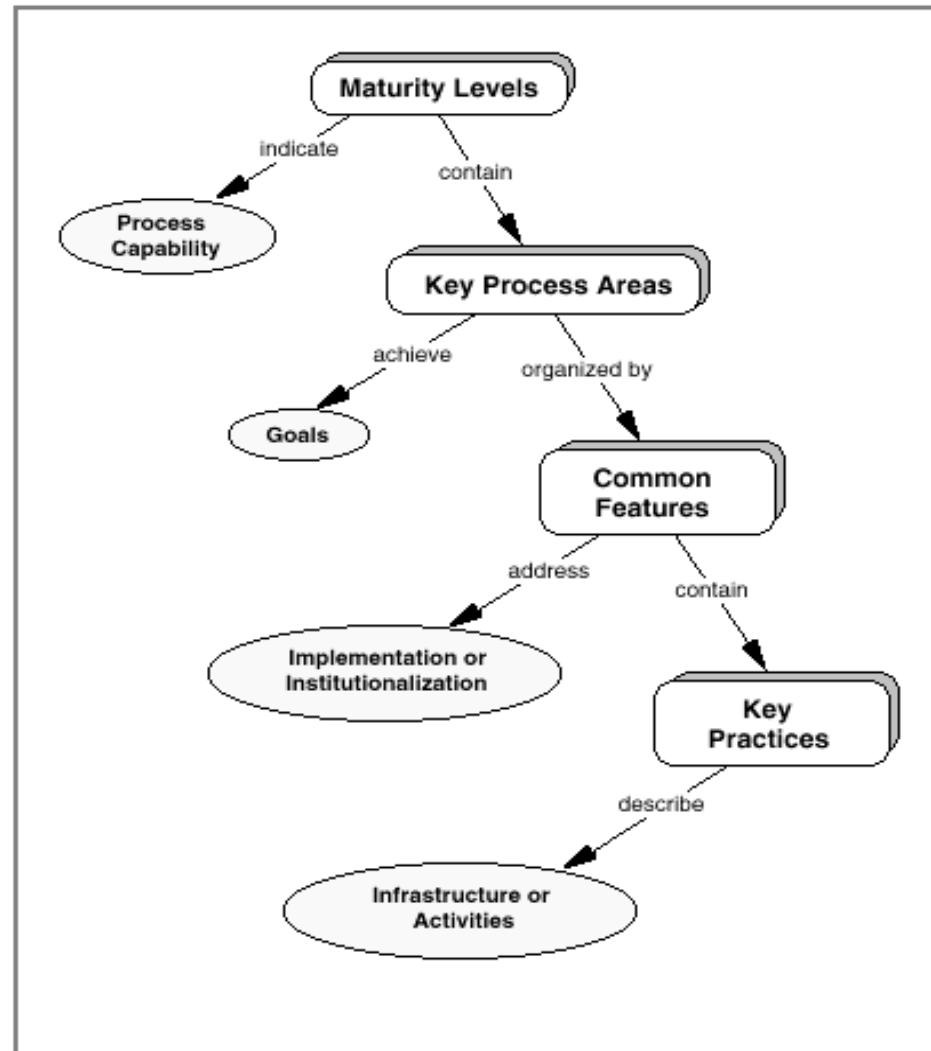 Maturity Levels
indicate
contain
Process
Capability
Key Process Areas
achieve
organized by
Goals
Common
Features
address
contain
Implementation or
Institutionalization
Key
Practices
describe
Infrastructure or
Activities